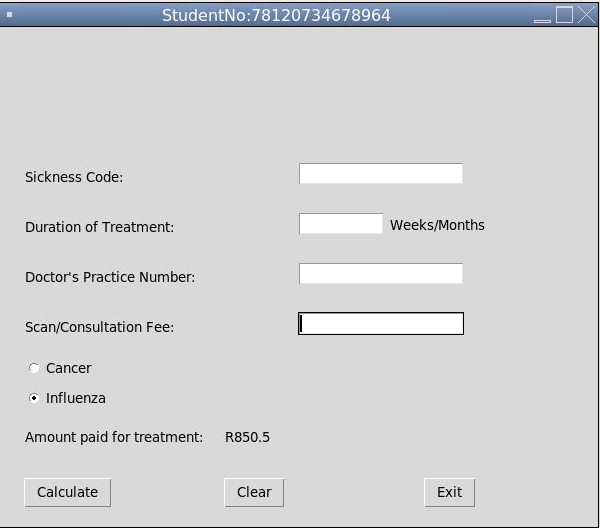 StudentNo:78120734678964
Sickness Code:
Duration of Treatment: Weeks/Months
Doctor's Practice Number:
Scan/Consultation Fee:
Cancer
Influenza
Amount paid for treatment: R850.5
Calculate Clear Exit